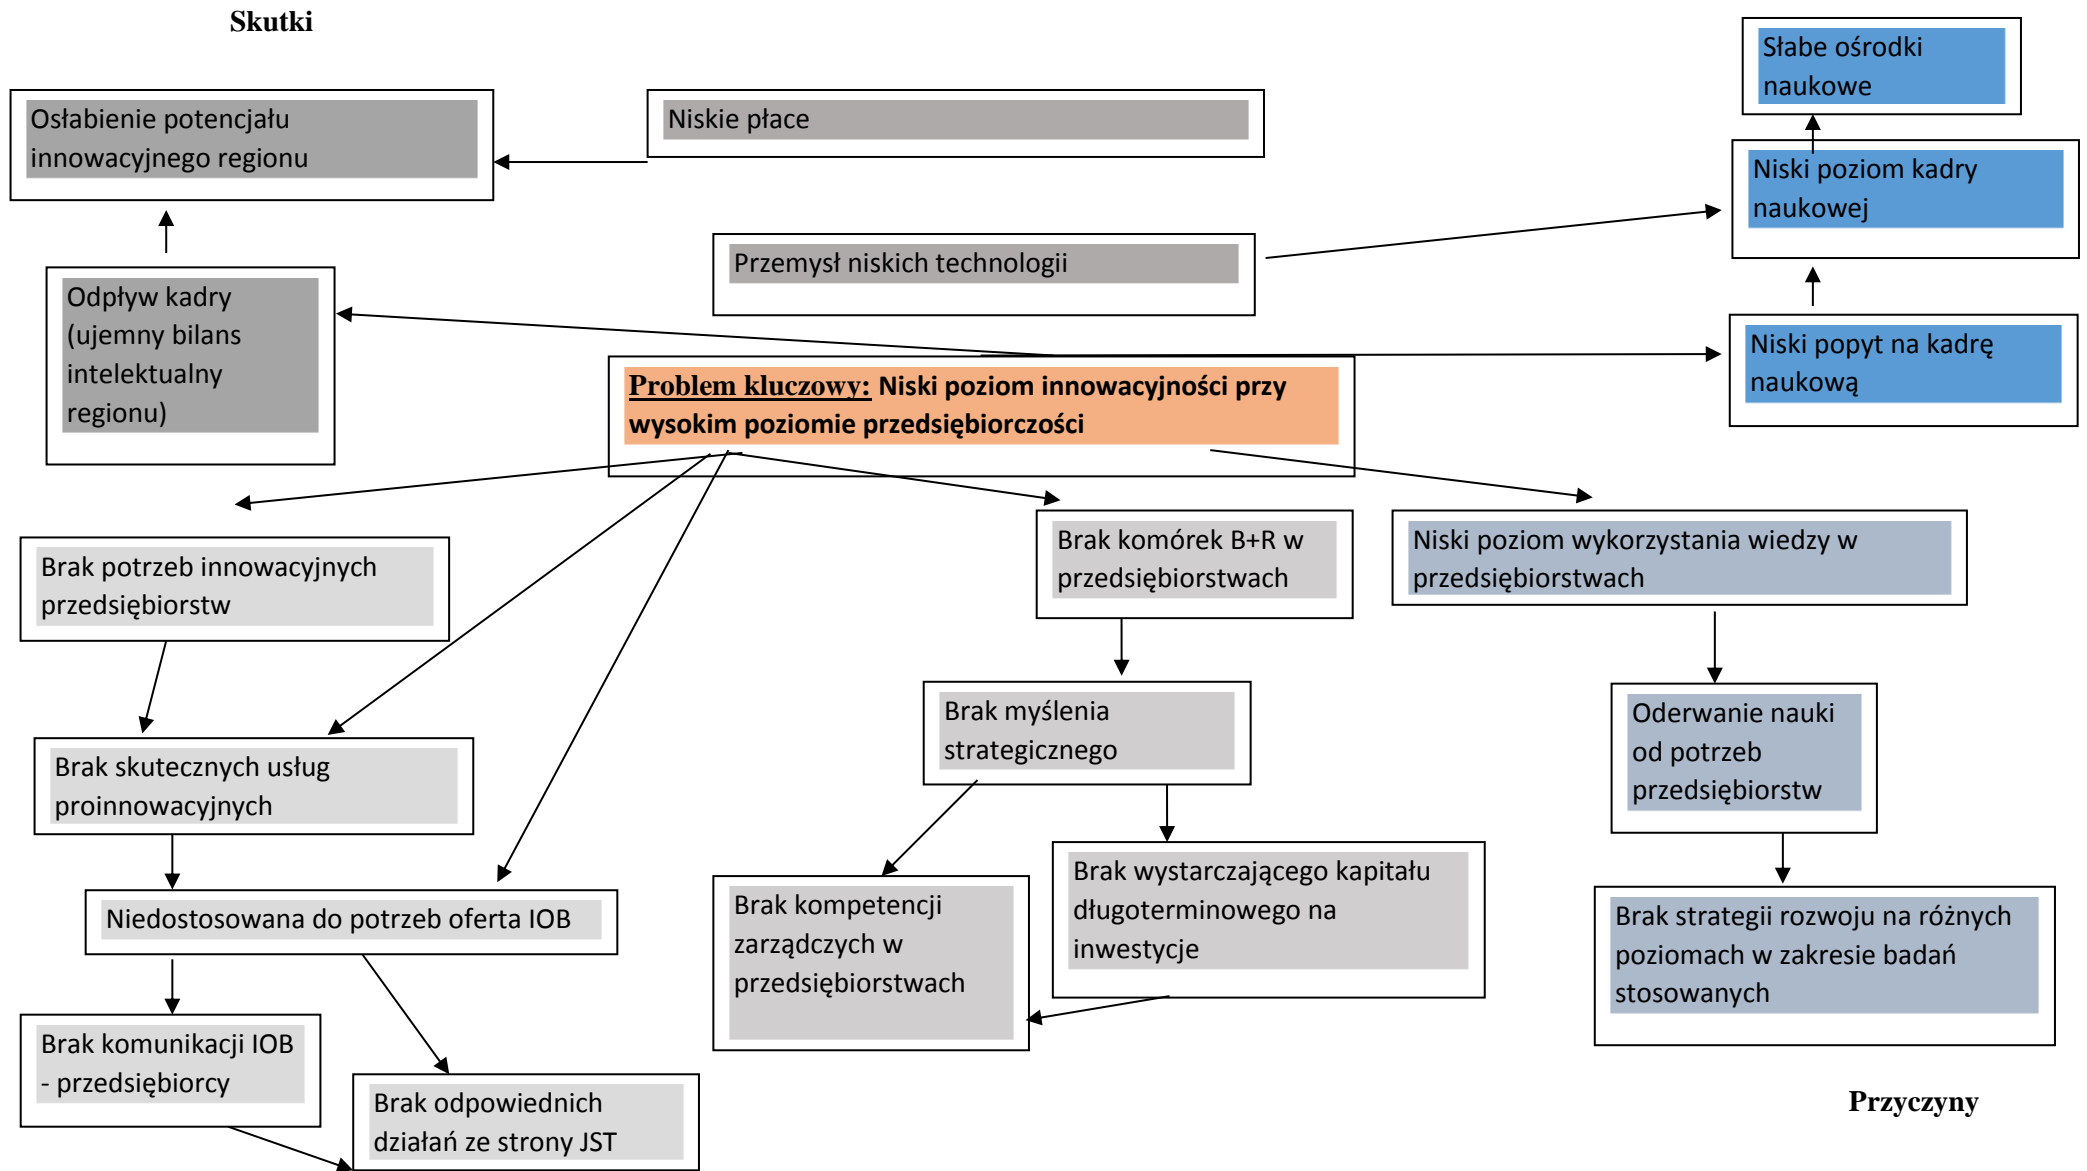 Skutki
Słabe ośrodki
naukowe
Osłabienie potencjału
innowacyjnego regionu
Niskie płace
Niski poziom kadry
naukowej
Przemysł niskich technologii
Odpływ kadry
(ujemny bilans
intelektualny
regionu)
Niski popyt na kadrę
naukową
Problem kluczowy: Niski poziom innowacyjności przy
wysokim poziomie przedsiębiorczości
Brak potrzeb innowacyjnych
przedsiębiorstw
Brak komórek B+R w
przedsiębiorstwach
Niski poziom wykorzystania wiedzy w
przedsiębiorstwach
Brak skutecznych usług
proinnowacyjnych
Brak myślenia
strategicznego
Oderwanie nauki
od potrzeb
przedsiębiorstw
Niedostosowana do potrzeb oferta IOB
Brak kompetencji
zarządczych w
przedsiębiorstwach
Brak wystarczającego kapitału
długoterminowego na
inwestycje
Brak strategii rozwoju na różnych
poziomach w zakresie badań
stosowanych
Brak komunikacji IOB
- przedsiębiorcy
Brak odpowiednich
działań ze strony JST
Przyczyny